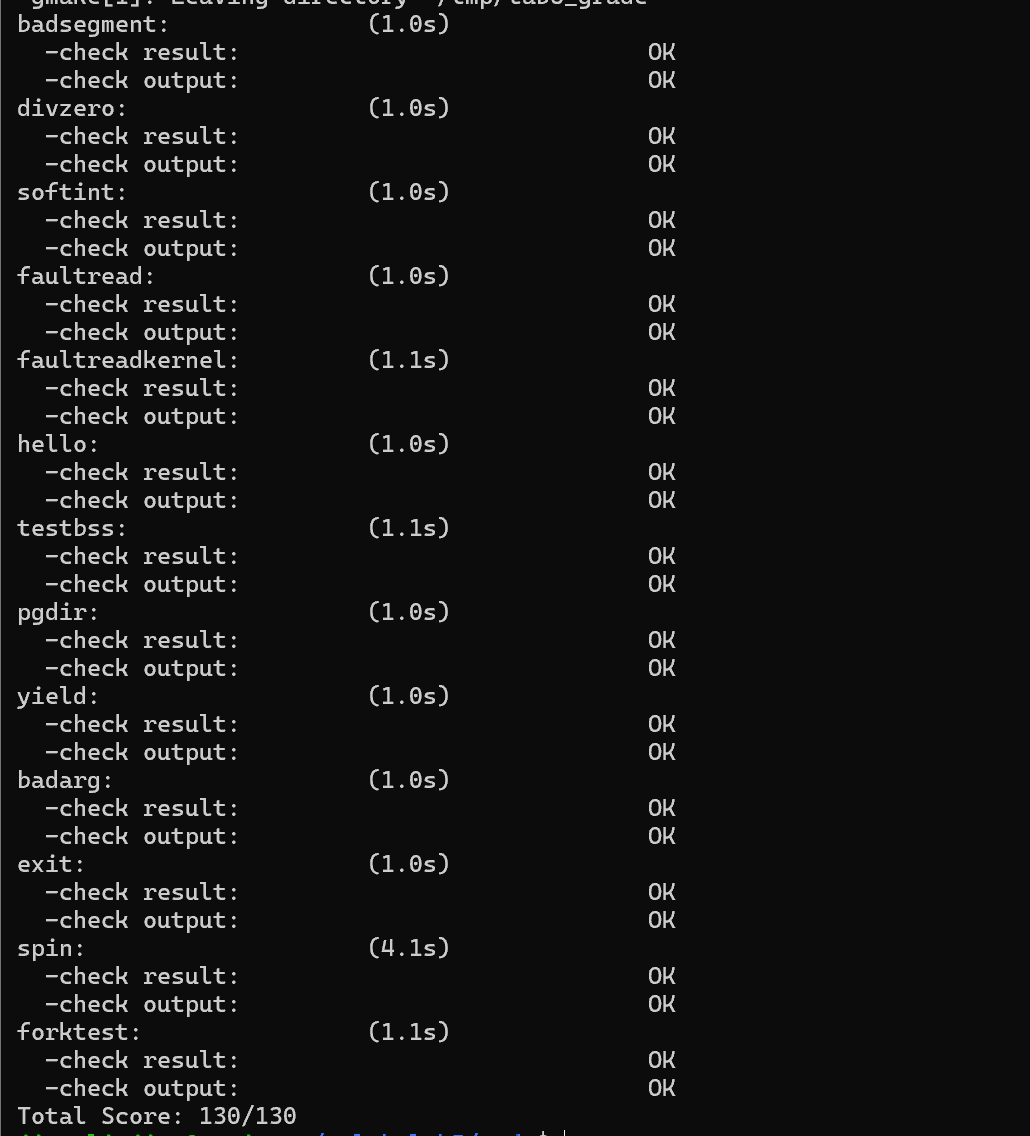 badsegment: (1.0s)
-check result: OK
-check output: OK
divzero: (1.0s)
-check result: OK
-check output: OK
softint: (1.0s)
-check result: OK
-check output: OK
faultread: (1.0s)
-check result: OK
-check output: OK
faultreadkernel: (1.1s)
-check result: OK
-check output: OK
hello: (1.0s)
-check result: OK
-check output: OK
testbss: (1.1s)
-check result: OK
-check output: OK
pgdir: (1.0s)
-check result: OK
-check output: OK
yield: (1.0s)
-check result: OK
-check output: OK
badarg: (1.0s)
-check result: OK
-check output: OK
exit: (1.0s)
-check result: OK
-check output: OK
spin: (4.1s)
-check result: OK
-check output: OK
forktest: (1.1s)
-check result: OK
-check output: OK
Total Score: 130/130